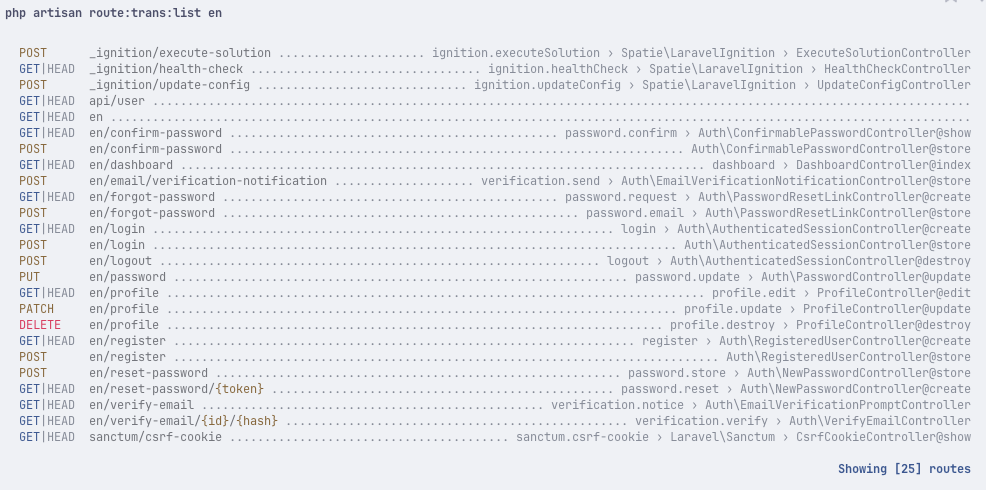 php artisan route:trans:list en
POST _ignition/execute-solution ..................... ignition.executeSolution › Spatie\LaravelIgnition › ExecuteSolutionController
GET|HEAD _ignition/health-check ................................. ignition.healthCheck › Spatie\LaravelIgnition › HealthCheckController
POST _ignition/update-config .............................. ignition.updateConfig › Spatie\LaravelIgnition › UpdateConfigController
GET|HEAD api/user .....................................................................................................................
GET|HEAD en ...........................................................................................................................
GET|HEAD en/confirm-password ............................................... password.confirm › Auth\ConfirmablePasswordController@show
POST en/confirm-password ................................................................. Auth\ConfirmablePasswordController@store
GET|HEAD en/dashboard ........................................................................... dashboard › DashboardController@index
POST en/email/verification-notification .................... verification.send › Auth\EmailVerificationNotificationController@store
GET|HEAD en/forgot-password ................................................ password.request › Auth\PasswordResetLinkController@create
POST en/forgot-password ................................................... password.email › Auth\PasswordResetLinkController@store
GET|HEAD en/login .................................................................. login › Auth\AuthenticatedSessionController@create
POST en/login ........................................................................... Auth\AuthenticatedSessionController@store
POST en/logout ............................................................... logout › Auth\AuthenticatedSessionController@destroy
PUT en/password ................................................................. password.update › Auth\PasswordController@update
GET|HEAD en/profile ............................................................................. profile.edit › ProfileController@edit
PATCH en/profile ......................................................................... profile.update › ProfileController@update
DELETE en/profile ....................................................................... profile.destroy › ProfileController@destroy
GET|HEAD en/register .................................................................. register › Auth\RegisteredUserController@create
POST en/register .............................................................................. Auth\RegisteredUserController@store
POST en/reset-password .......................................................... password.store › Auth\NewPasswordController@store
GET|HEAD en/reset-password/{token} ................................................. password.reset › Auth\NewPasswordController@create
GET|HEAD en/verify-email ................................................. verification.notice › Auth\EmailVerificationPromptController
GET|HEAD en/verify-email/{id}/{hash} ................................................. verification.verify › Auth\VerifyEmailController
GET|HEAD sanctum/csrf-cookie ........................................ sanctum.csrf-cookie › Laravel\Sanctum › CsrfCookieController@show
Showing [25] routes